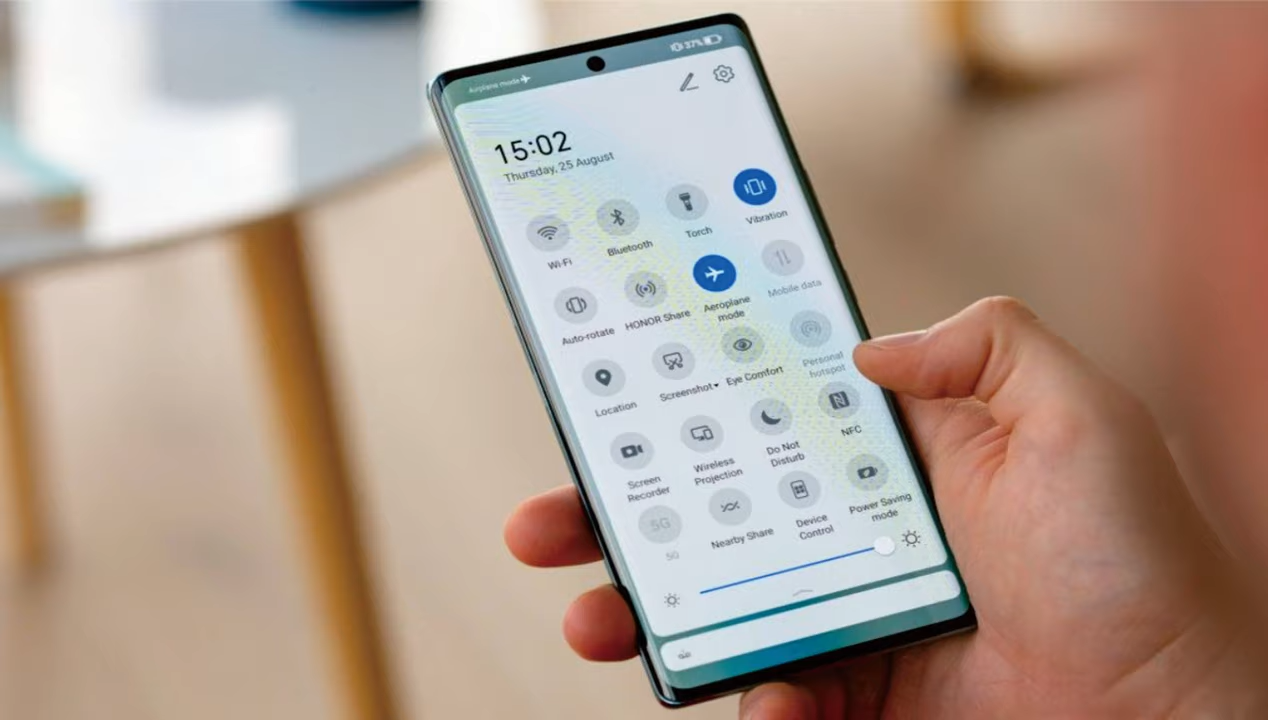 Airplane mode
37%
15:02
Thursday, 25 August
Wi-Fi
Bluetooth
Torch
Vibration
Auto-rotate
HONOR Share
Aeroplane
mode
Mobile data
Location
Screenshot
Eye Comfort
Personal
hotspot
Screen
Recorder
Wireless
Projection
Do Not
Disturb
NFC
5G
5G
Nearby Share
Device
Control
Power Saving
mode